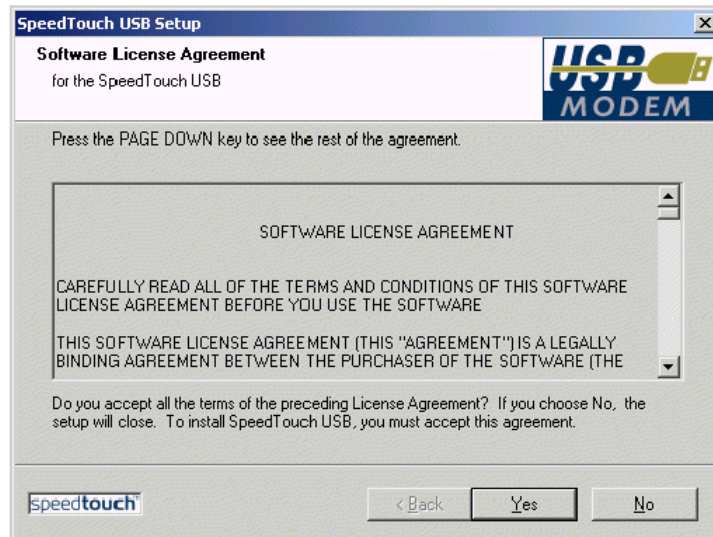 SpeedTouch USB Setup
Software License Agreement
for the SpeedTouch USB
USB
MODEM
Press the PAGE DOWN key to see the rest of the agreement.
SOFTWARE LICENSE AGREEMENT
CAREFULLY READ ALL OF THE TERMS AND CONDITIONS OF THIS SOFTWARE
LICENSE AGREEMENT BEFORE YOU USE THE SOFTWARE
THIS SOFTWARE LICENSE AGREEMENT (THIS "AGREEMENT") IS A LEGALLY
BINDING AGREEMENT BETWEEN THE PURCHASER OF THE SOFTWARE (THE
Do you accept all the terms of the preceding License Agreement? If you choose No, the
setup will close. To install SpeedTouch USB, you must accept this agreement.
speedtouch™
< Back
Yes
No